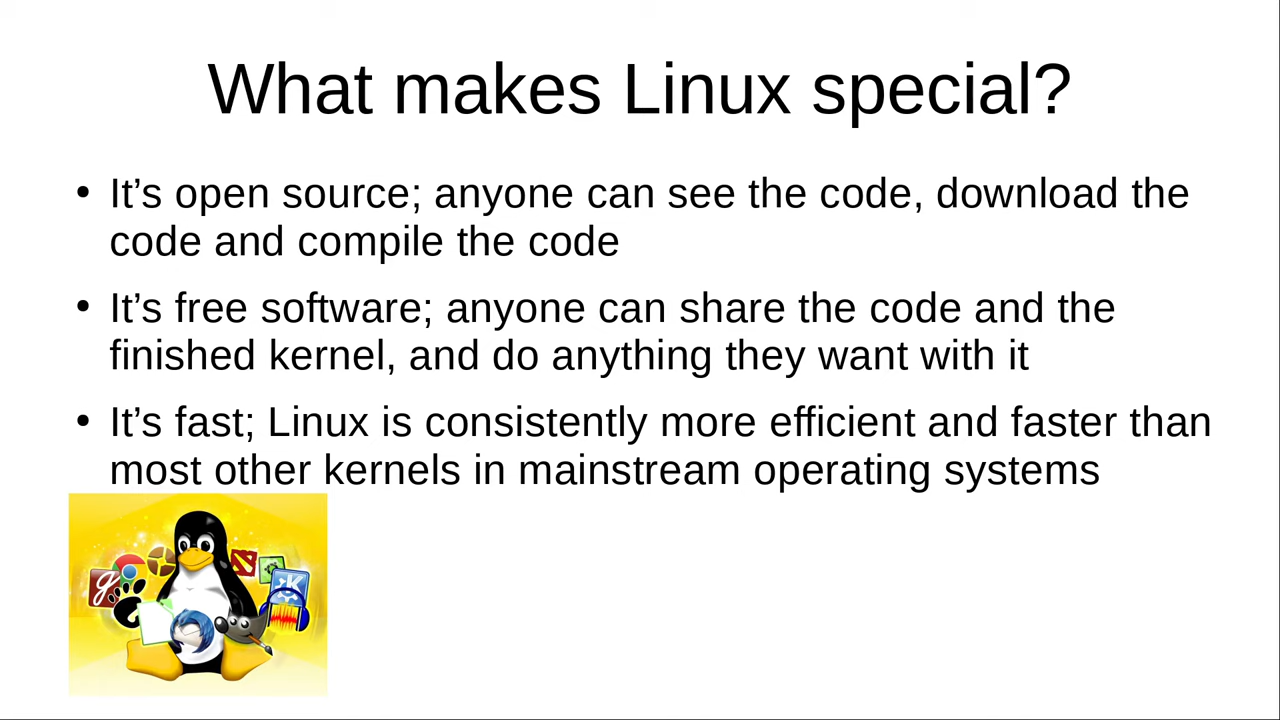 What makes Linux special?
• It’s open source; anyone can see the code, download the
code and compile the code
• It’s free software; anyone can share the code and the
finished kernel, and do anything they want with it
• It’s fast; Linux is consistently more efficient and faster than
most other kernels in mainstream operating systems